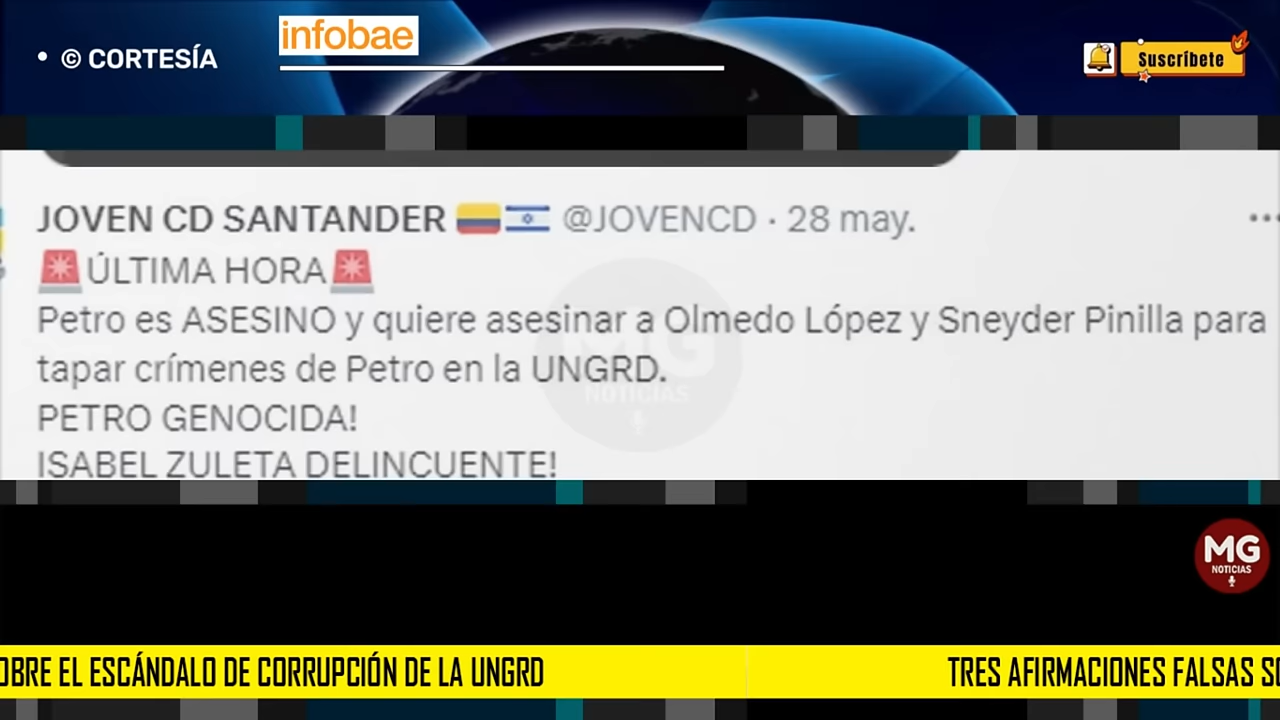 • © CORTESÍA
infobae
Suscríbete
JOVEN CD SANTANDER 🇨🇴🇮🇱 @JOVENCD · 28 may.
🚨ÚLTIMA HORA🚨
Petro es ASESINO y quiere asesinar a Olmedo López y Sneyder Pinilla para
tapar crímenes de Petro en la UNGRD.
PETRO GENOCIDA!
ISABEL ZULETA DELINCUENTE!
MG
NOTICIAS
MG
NOTICIAS
OBRE EL ESCÁNDALO DE CORRUPCIÓN DE LA UNGRD
TRES AFIRMACIONES FALSAS SO